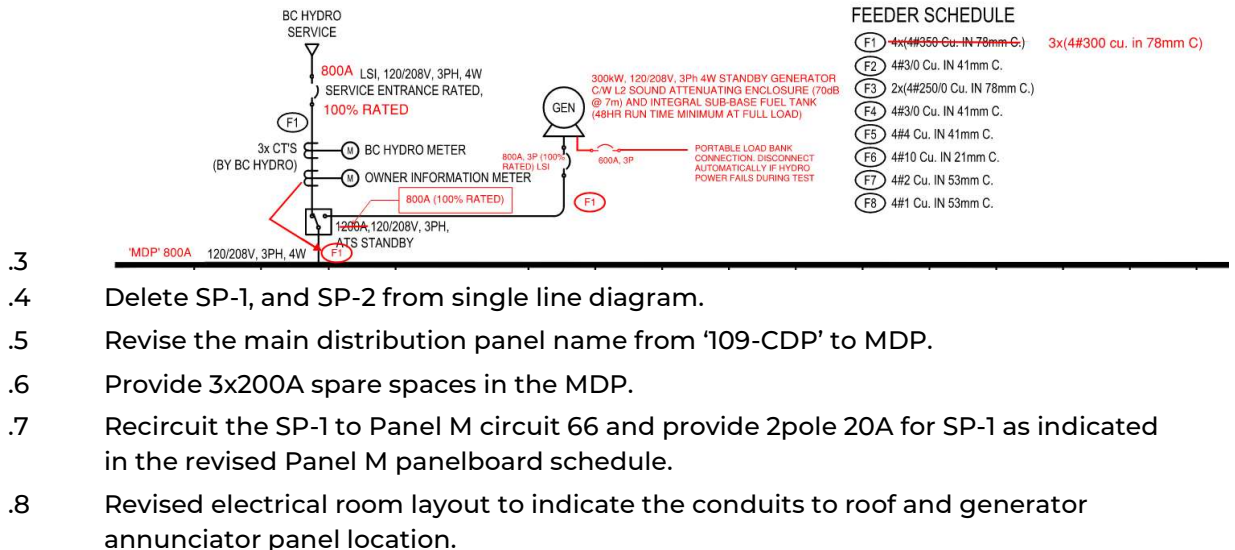 BC HYDRO
SERVICE
800A LSI, 120/208V, 3PH, 4W
SERVICE ENTRANCE RATED,
100% RATED
F1
3x CT'S
(BY BC HYDRO)
M BC HYDRO METER
M OWNER INFORMATION METER
800A (100% RATED)
1200A,120/208V, 3PH,
ATS STANDBY
'MDP' 800A 120/208V, 3PH, 4W
F1
GEN
300kW, 120/208V, 3Ph 4W STANDBY GENERATOR
C/W L2 SOUND ATTENUATING ENCLOSURE (70dB
@ 7m) AND INTEGRAL SUB-BASE FUEL TANK
(48HR RUN TIME MINIMUM AT FULL LOAD)
800A, 3P (100%
RATED) LSI
600A, 3P
PORTABLE LOAD BANK
CONNECTION. DISCONNECT
AUTOMATICALLY IF HYDRO
POWER FAILS DURING TEST
F1
FEEDER SCHEDULE
F1 4x(4#350 Cu. IN 78mm C.) 3x(4#300 cu. in 78mm C)
F2 4#3/0 Cu. IN 41mm C.
F3 2x(4#250/0 Cu. IN 78mm C.)
F4 4#3/0 Cu. IN 41mm C.
F5 4#4 Cu. IN 41mm C.
F6 4#10 Cu. IN 21mm C.
F7 4#2 Cu. IN 53mm C.
F8 4#1 Cu. IN 53mm C.
.3
.4 Delete SP-1, and SP-2 from single line diagram.
.5 Revise the main distribution panel name from ‘109-CDP’ to MDP.
.6 Provide 3x200A spare spaces in the MDP.
.7 Recircuit the SP-1 to Panel M circuit 66 and provide 2pole 20A for SP-1 as indicated
in the revised Panel M panelboard schedule.
.8 Revised electrical room layout to indicate the conduits to roof and generator
annunciator panel location.